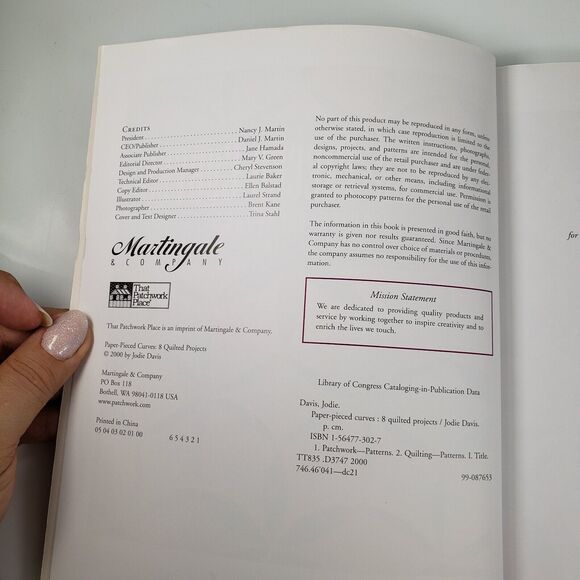 CREDITS
President . . . . . . . . . . . . . . . . . . . . . . . . . . Nancy J. Martin
CEO/Publisher . . . . . . . . . . . . . . . . . . . . . Daniel J. Martin
Associate Publisher . . . . . . . . . . . . . . . . . . . . Jane Hamada
Editorial Director . . . . . . . . . . . . . . . . . . . . Mary V. Green
Design and Production Manager . . . . . . . . Cheryl Stevenson
Technical Editor . . . . . . . . . . . . . . . . . . . . . . Laurie Baker
Copy Editor . . . . . . . . . . . . . . . . . . . . . . . . . Ellen Balstad
Illustrator . . . . . . . . . . . . . . . . . . . . . . . . . . Laurel Strand
Photographer . . . . . . . . . . . . . . . . . . . . . . . . . Brent Kane
Cover and Text Designer . . . . . . . . . . . . . . . . . . Trina Stahl
Martingale
& COMPANY
That
Patchwork
Place®
That Patchwork Place is an imprint of Martingale & Company.
Paper-Pieced Curves: 8 Quilted Projects
© 2000 by Jodie Davis
Martingale & Company
PO Box 118
Bothell, WA 98041-0118 USA
www.patchwork.com
Printed in China
05 04 03 02 01 00 6 5 4 3 2 1
No part of this product may be reproduced in any form, unless
otherwise stated, in which case reproduction is limited to the
use of the purchaser. The written instructions, photographs,
designs, projects, and patterns are intended for the personal,
noncommercial use of the retail purchaser and are under feder-
al copyright laws; they are not to be reproduced by any elec-
tronic, mechanical, or other means, including informational
storage or retrieval systems, for commercial use. Permission is
granted to photocopy patterns for the personal use of the retail
purchaser.
The information in this book is presented in good faith, but no
warranty is given nor results guaranteed. Since Martingale &
Company has no control over choice of materials or procedures,
the company assumes no responsibility for the use of this infor-
mation.
Mission Statement
We are dedicated to providing quality products and
service by working together to inspire creativity and to
enrich the lives we touch.
Library of Congress Cataloging-in-Publication Data
Davis, Jodie.
Paper-pieced curves : 8 quilted projects / Jodie Davis.
p. cm.
ISBN 1-56477-302-7
1. Patchwork—Patterns. 2. Quilting—Patterns. I. Title.
TT835 .D3747 2000
746.46'041—dc21 99-087653
for